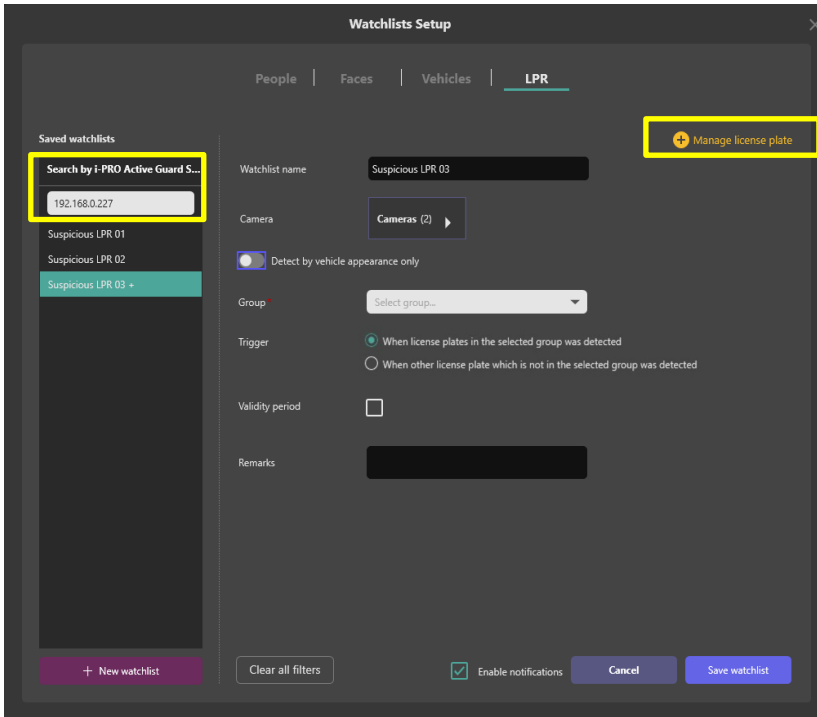 Watchlists Setup
People | Faces | Vehicles | LPR
Saved watchlists
Search by i-PRO Active Guard S...
192.168.0.227
Suspicious LPR 01
Suspicious LPR 02
Suspicious LPR 03 +
+ New watchlist
+ Manage license plate
Watchlist name Suspicious LPR 03
Camera Cameras (2)
Detect by vehicle appearance only
Group* Select group...
Trigger When license plates in the selected group was detected
When other license plate which is not in the selected group was detected
Validity period
Remarks
Clear all filters Enable notifications Cancel Save watchlist